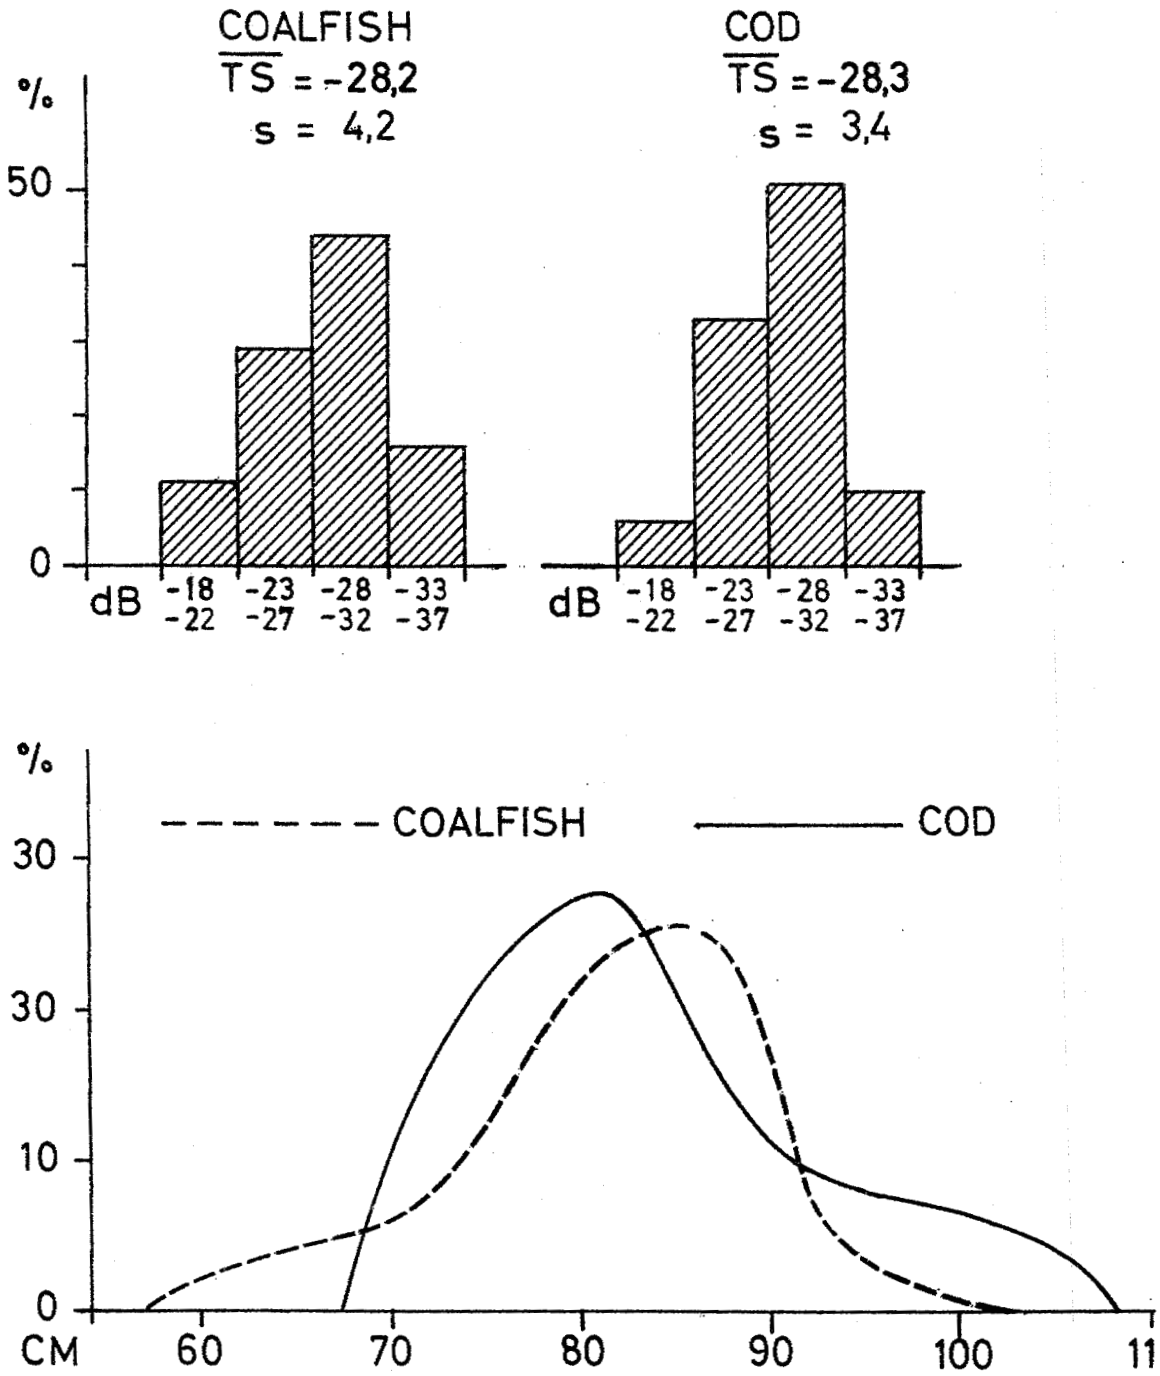 COALFISH
TS = -28,2
s = 4,2
COD
TS = -28,3
s = 3,4
%
50
0
dB
-18 -23 -28 -33
-22 -27 -32 -37
dB
-18 -23 -28 -33
-22 -27 -32 -37
%
COALFISH
COD
30
30
10
0
CM 60 70 80 90 100 11